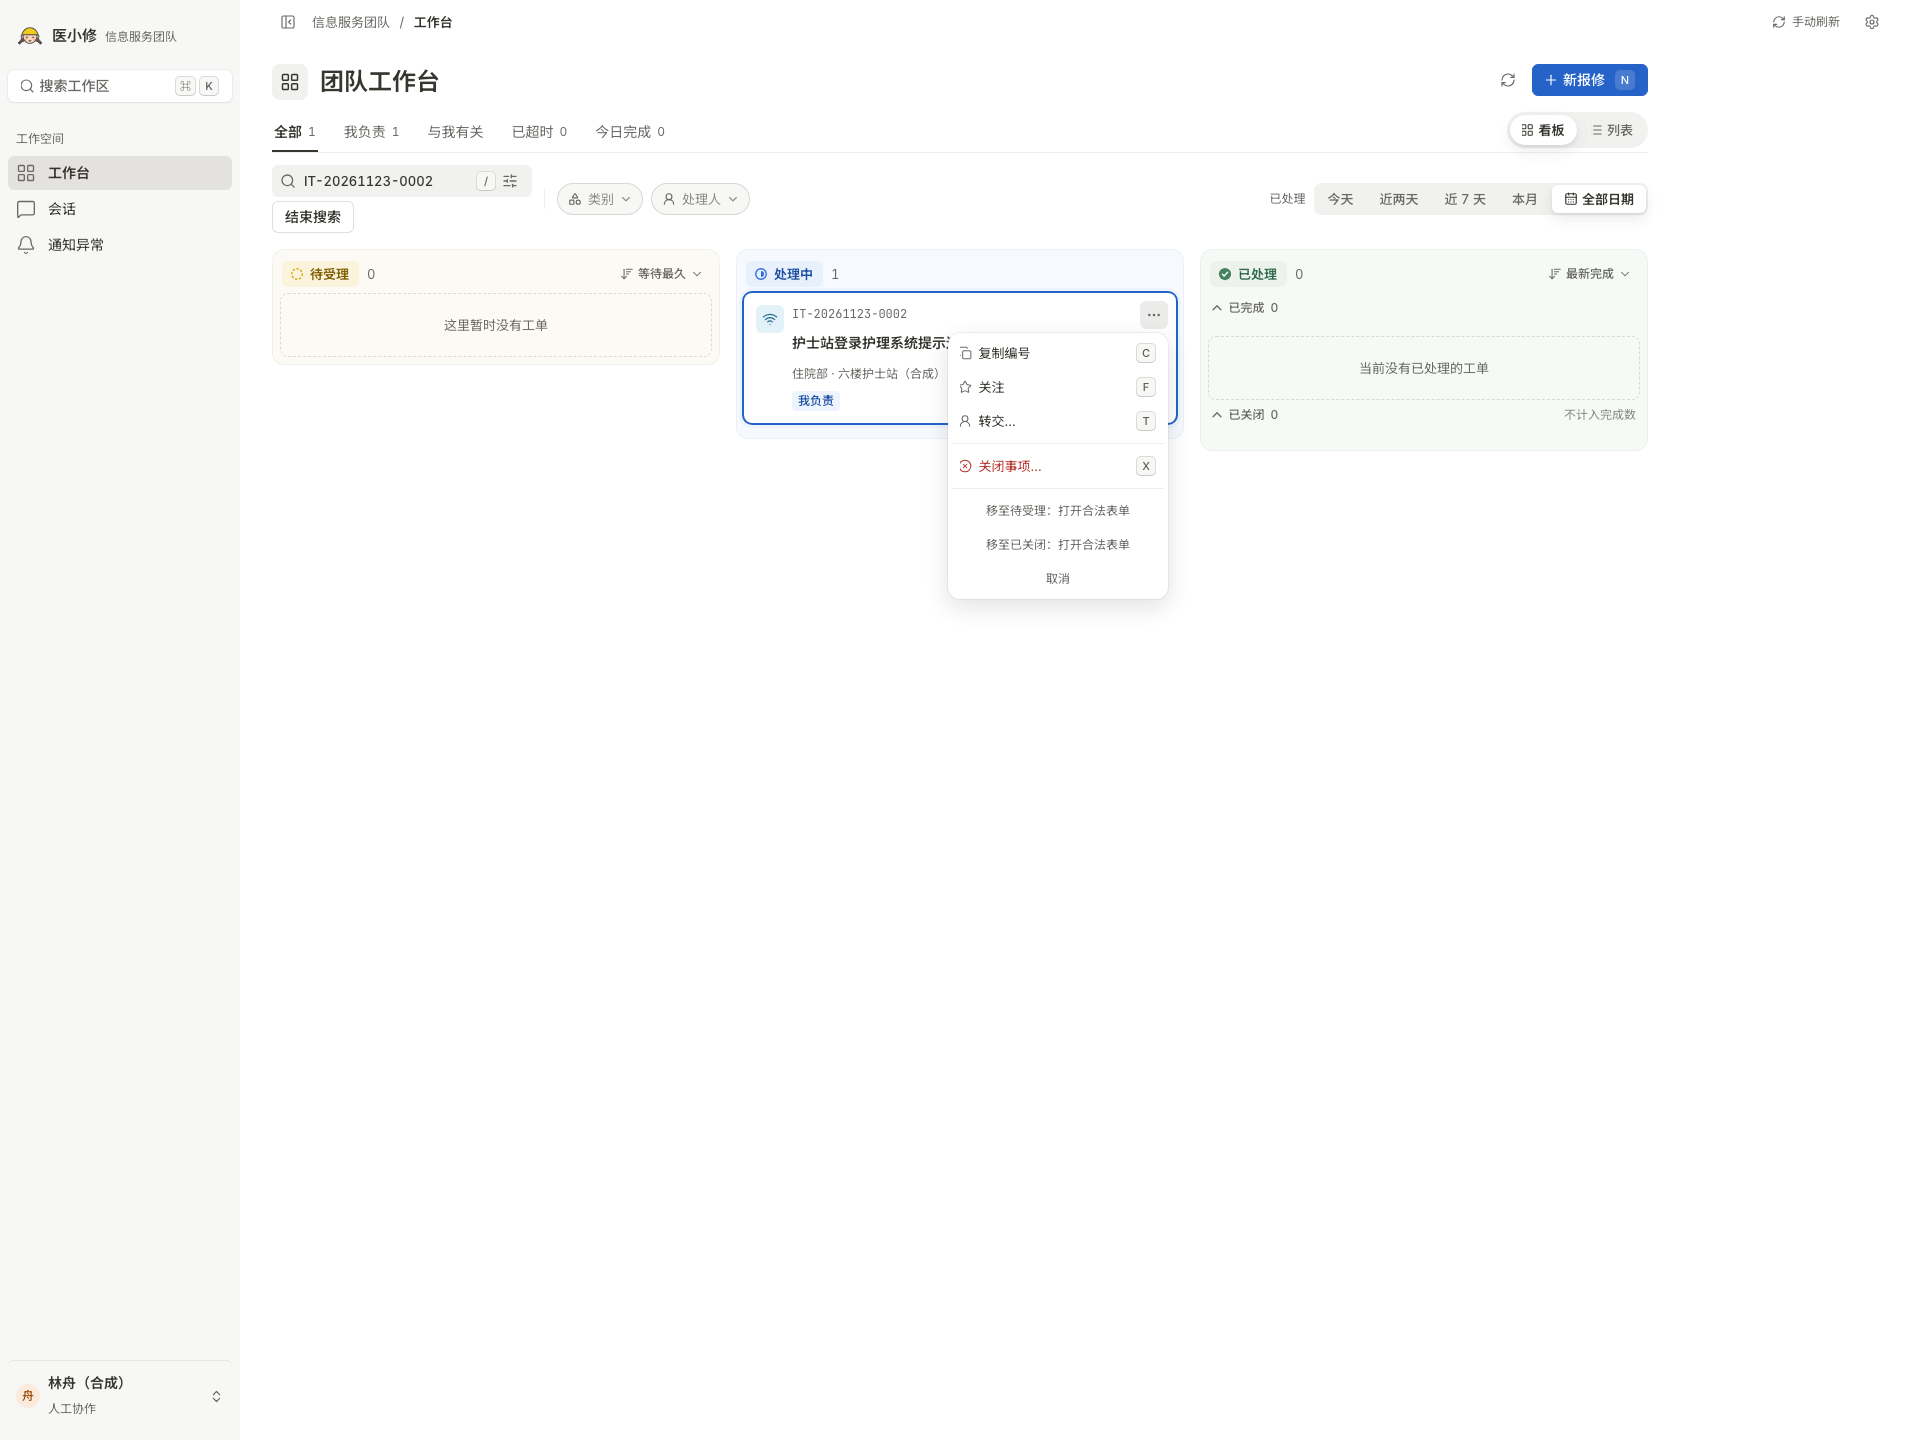 医小修 信息服务团队
搜索工作区 ⌘ K
工作空间
工作台
会话
通知异常
信息服务团队 / 工作台
手动刷新
团队工作台
新报修 N
全部 1 我负责 1 与我有关 已超时 0 今日完成 0
看板 列表
IT-20261123-0002 /
结束搜索
类别 处理人
已处理 今天 近两天 近 7 天 本月 全部日期
待受理 0 等待最久
这里暂时没有工单
处理中 1
IT-20261123-0002
护士站登录护理系统提示
住院部 · 六楼护士站（合成）
我负责
复制编号 C
关注 F
转交... T
关闭事项... X
移至待受理：打开合法表单
移至已关闭：打开合法表单
取消
已处理 0 最新完成
已完成 0
当前没有已处理的工单
已关闭 0 不计入完成数
舟 林舟（合成）
人工协作